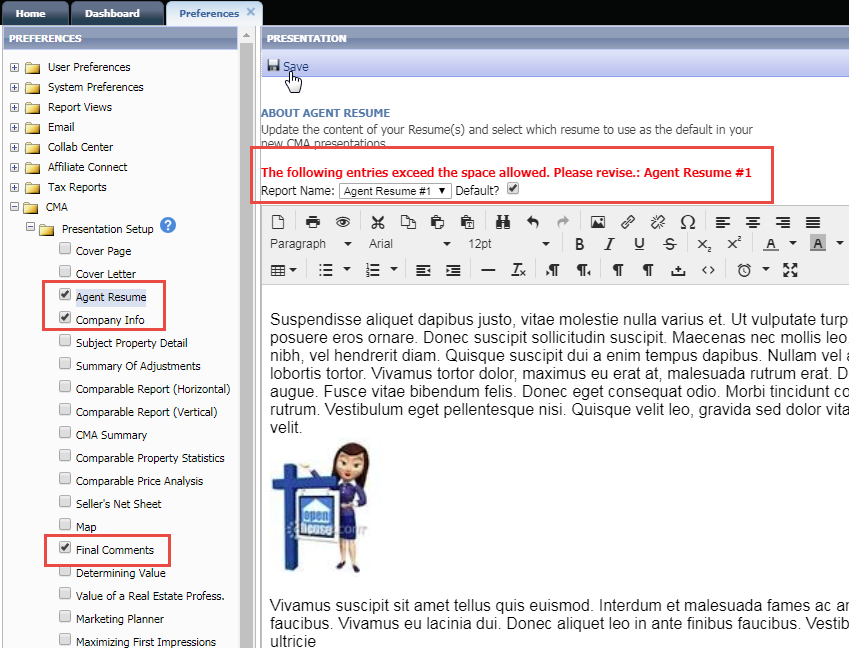 Home
Dashboard
Preferences
PREFERENCES
User Preferences
System Preferences
Report Views
Email
Collab Center
Affiliate Connect
Tax Reports
CMA
Presentation Setup ?
Cover Page
Cover Letter
Agent Resume
Company Info
Subject Property Detail
Summary Of Adjustments
Comparable Report (Horizontal)
Comparable Report (Vertical)
CMA Summary
Comparable Property Statistics
Comparable Price Analysis
Seller's Net Sheet
Map
Final Comments
Determining Value
Value of a Real Estate Profess.
Marketing Planner
Maximizing First Impressions
PRESENTATION
Save
ABOUT AGENT RESUME
Update the content of your Resume(s) and select which resume to use as the default in your
new CMA presentations
The following entries exceed the space allowed. Please revise.: Agent Resume #1
Report Name: Agent Resume #1 Default?
Paragraph Arial 12pt B I U S X2 X2 A A
Suspendisse aliquet dapibus justo, vitae molestie nulla varius et. Ut vulputate turp
posuere eros ornare. Donec suscipit sollicitudin suscipit. Maecenas nec mollis leo.
nibh, vel hendrerit diam. Quisque suscipit dui a enim tempus dapibus. Nullam vel a
lobortis tortor. Vivamus tortor dolor, maximus eu erat at, malesuada rutrum erat. D
augue. Fusce vitae bibendum felis. Donec eget consequat odio. Morbi tincidunt co
rutrum. Vestibulum eget pellentesque nisi. Quisque velit leo, gravida sed dolor vita
velit.
open
house
Vivamus suscipit sit amet tellus quis euismod. Interdum et malesuada fames ac an
faucibus. Vivamus eu lacinia dui. Donec aliquet leo in ante finibus faucibus. Vestib
ultricie